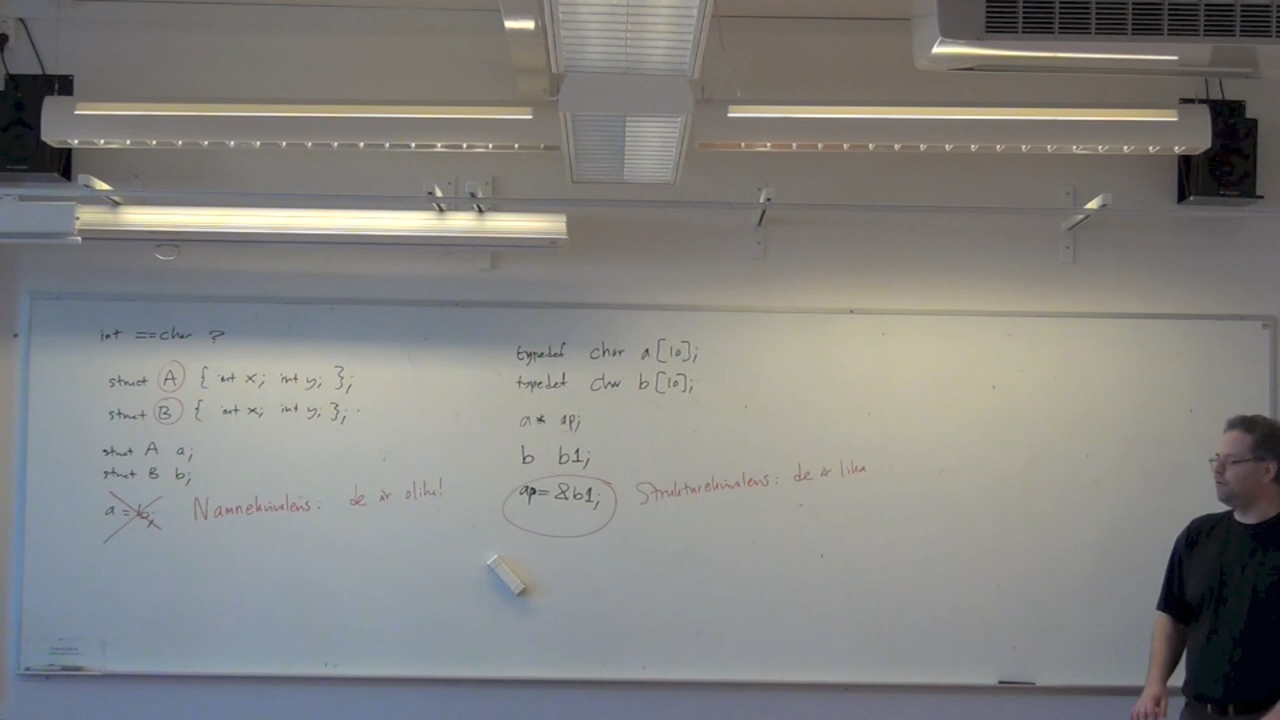 int == char ?
struct A { int x; int y; };
struct B { int x; int y; };
struct A a;
struct B b;
a = b;
Namnekvivalens: de är olika!
typedef char a[10];
typedef char b[10];
a* ap;
b b1;
ap = &b1;
Strukturekvivalens: de är lika